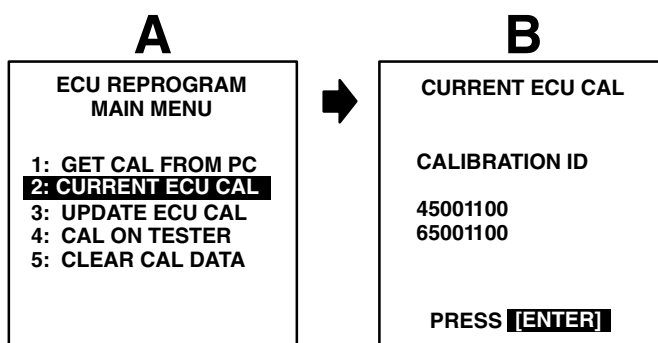 A
ECU REPROGRAM
MAIN MENU
1: GET CAL FROM PC
2: CURRENT ECU CAL
3: UPDATE ECU CAL
4: CAL ON TESTER
5: CLEAR CAL DATA
B
CURRENT ECU CAL
CALIBRATION ID
45001100
65001100
PRESS [ENTER]